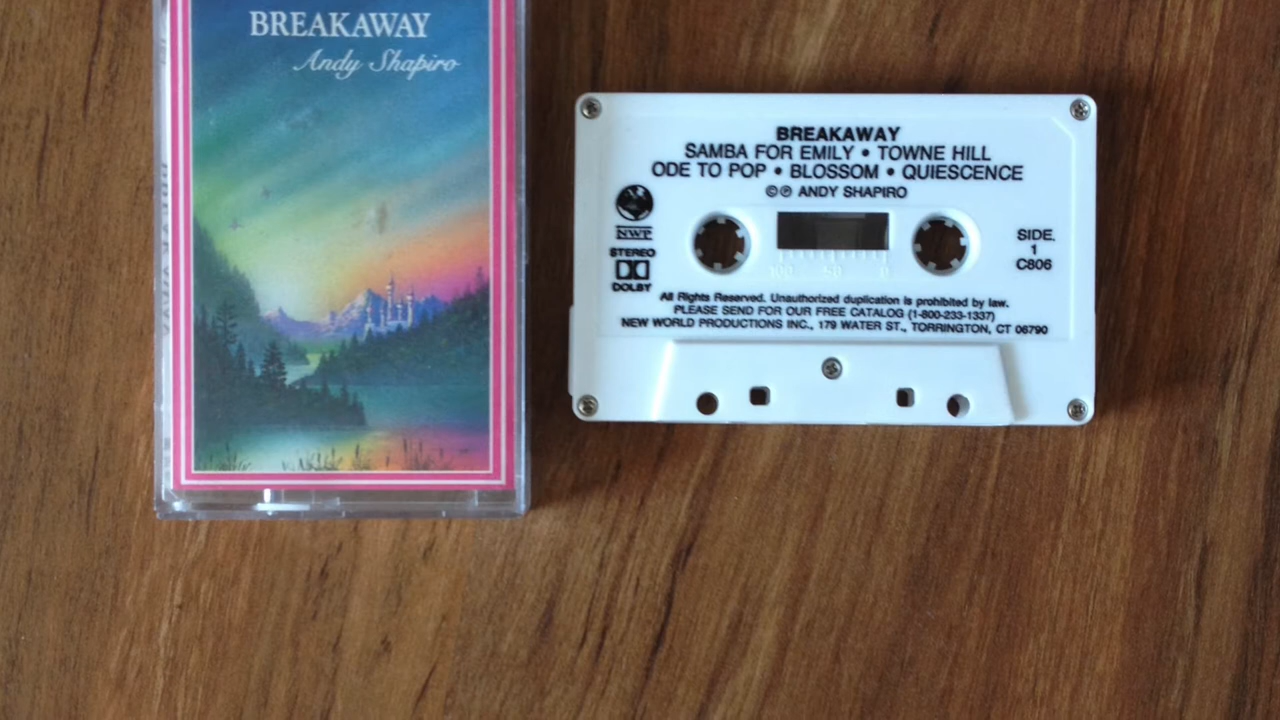 BREAKAWAY
Andy Shapiro
BREAKAWAY
SAMBA FOR EMILY • TOWNE HILL
ODE TO POP • BLOSSOM • QUIESCENCE
©℗ ANDY SHAPIRO
NWP
STEREO
DOLBY
SIDE.
1
C806
100 50 0
All Rights Reserved. Unauthorized duplication is prohibited by law.
PLEASE SEND FOR OUR FREE CATALOG (1-800-233-1337)
NEW WORLD PRODUCTIONS INC., 179 WATER ST., TORRINGTON, CT 06790